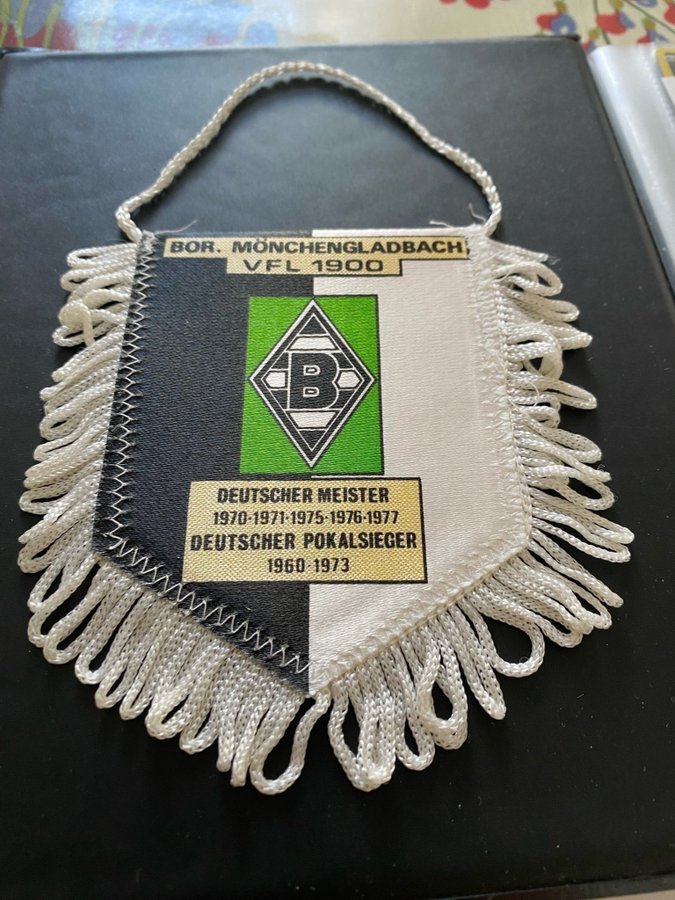 BOR. MÖNCHENGLADBACH
VFL 1900
B
DEUTSCHER MEISTER
1970-1971-1975-1976-1977
DEUTSCHER POKALSIEGER
1960 1973